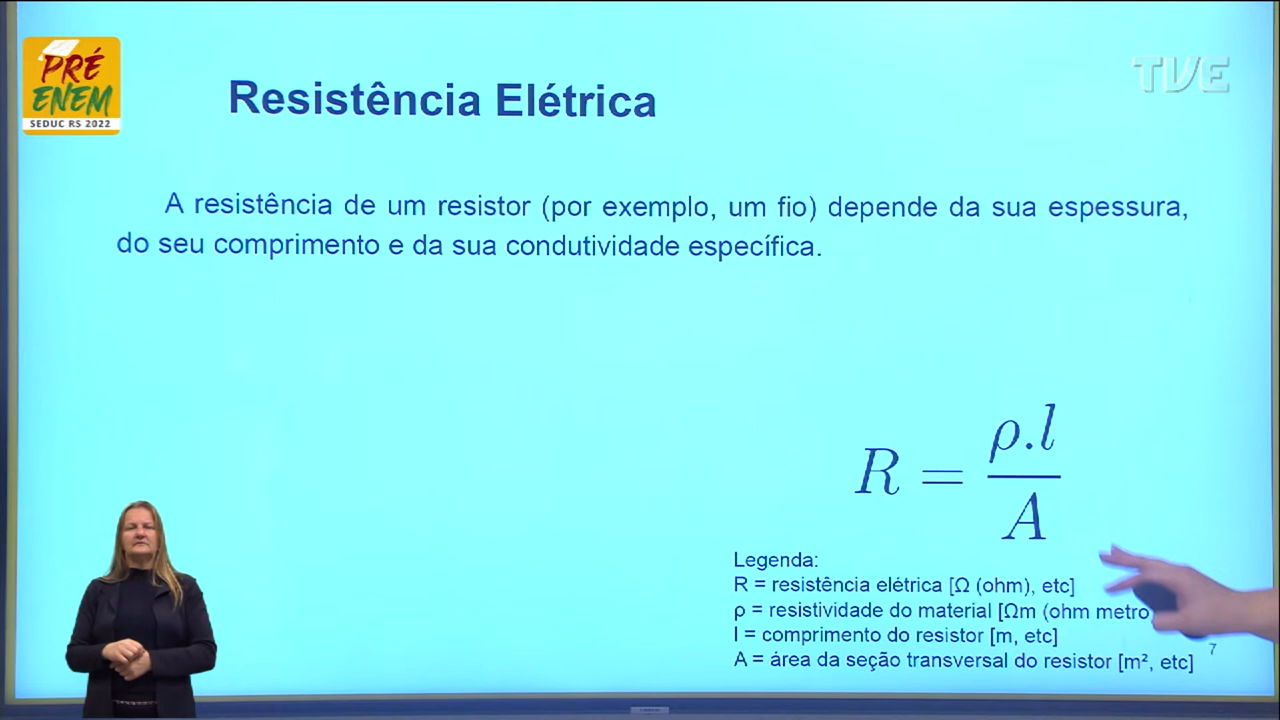 PRÉ
ENEM
SEDUC RS 2022
TVE
Resistência Elétrica
A resistência de um resistor (por exemplo, um fio) depende da sua espessura,
do seu comprimento e da sua condutividade específica.
R = ρ.l / A
Legenda:
R = resistência elétrica [Ω (ohm), etc]
ρ = resistividade do material [Ωm (ohm metro
l = comprimento do resistor [m, etc]
A = área da seção transversal do resistor [m², etc]
7